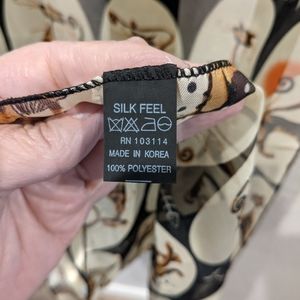 SILK FEEL
RN 103114
MADE IN KOREA
100% POLYESTER